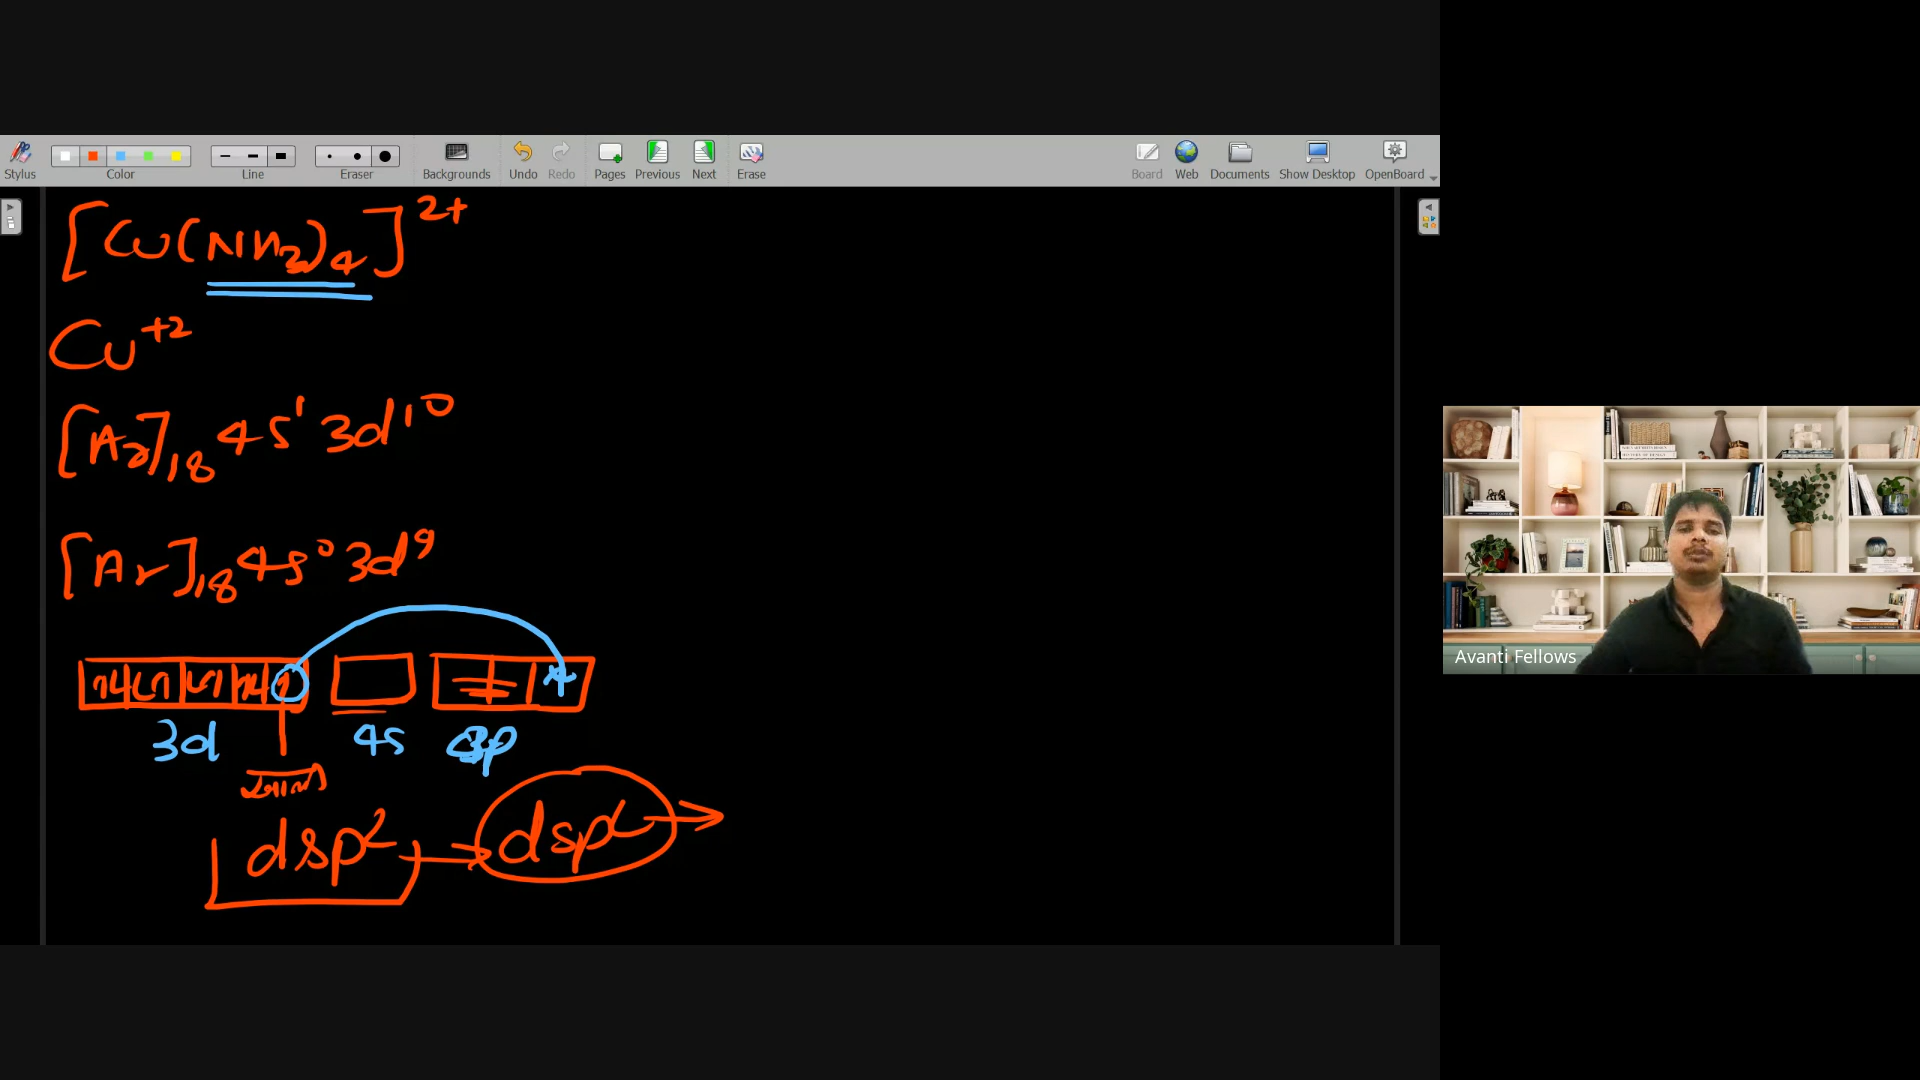 Stylus Color Line Eraser Backgrounds Undo Redo Pages Previous Next Erase Board Web Documents Show Desktop OpenBoard
[Cu(NH3)4]2+
Cu+2
[Ar]18 4s1 3d10
[Ar]18 4s0 3d9
3d 4s 4p
खाली
dsp2 → dsp2 →
Avanti Fellows